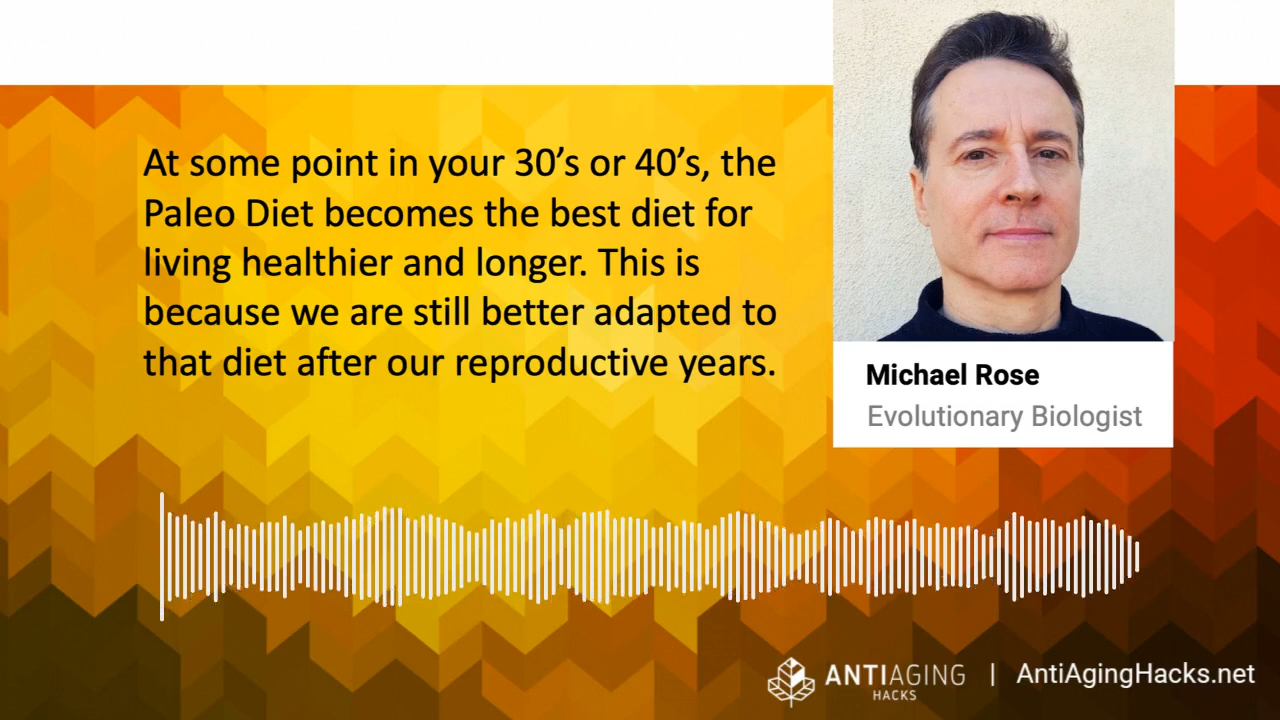 At some point in your 30’s or 40’s, the
Paleo Diet becomes the best diet for
living healthier and longer. This is
because we are still better adapted to
that diet after our reproductive years.
Michael Rose
Evolutionary Biologist
ANTIAGING
HACKS
| AntiAgingHacks.net